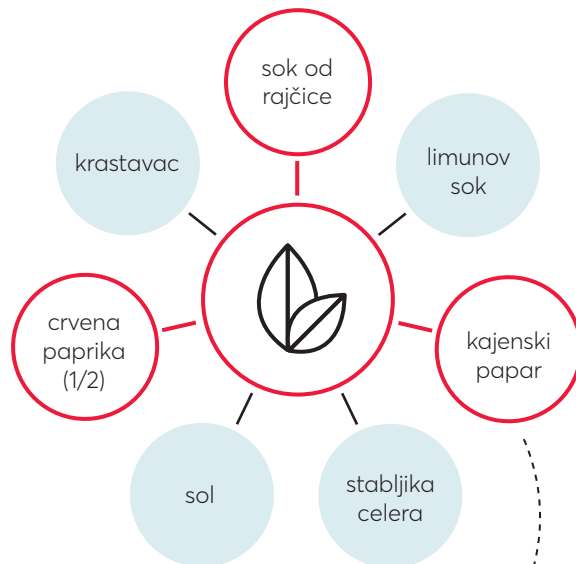 sok od
rajčice
krastavac
limunov
sok
crvena
paprika
(1/2)
kajenski
papar
sol
stabljika
celera